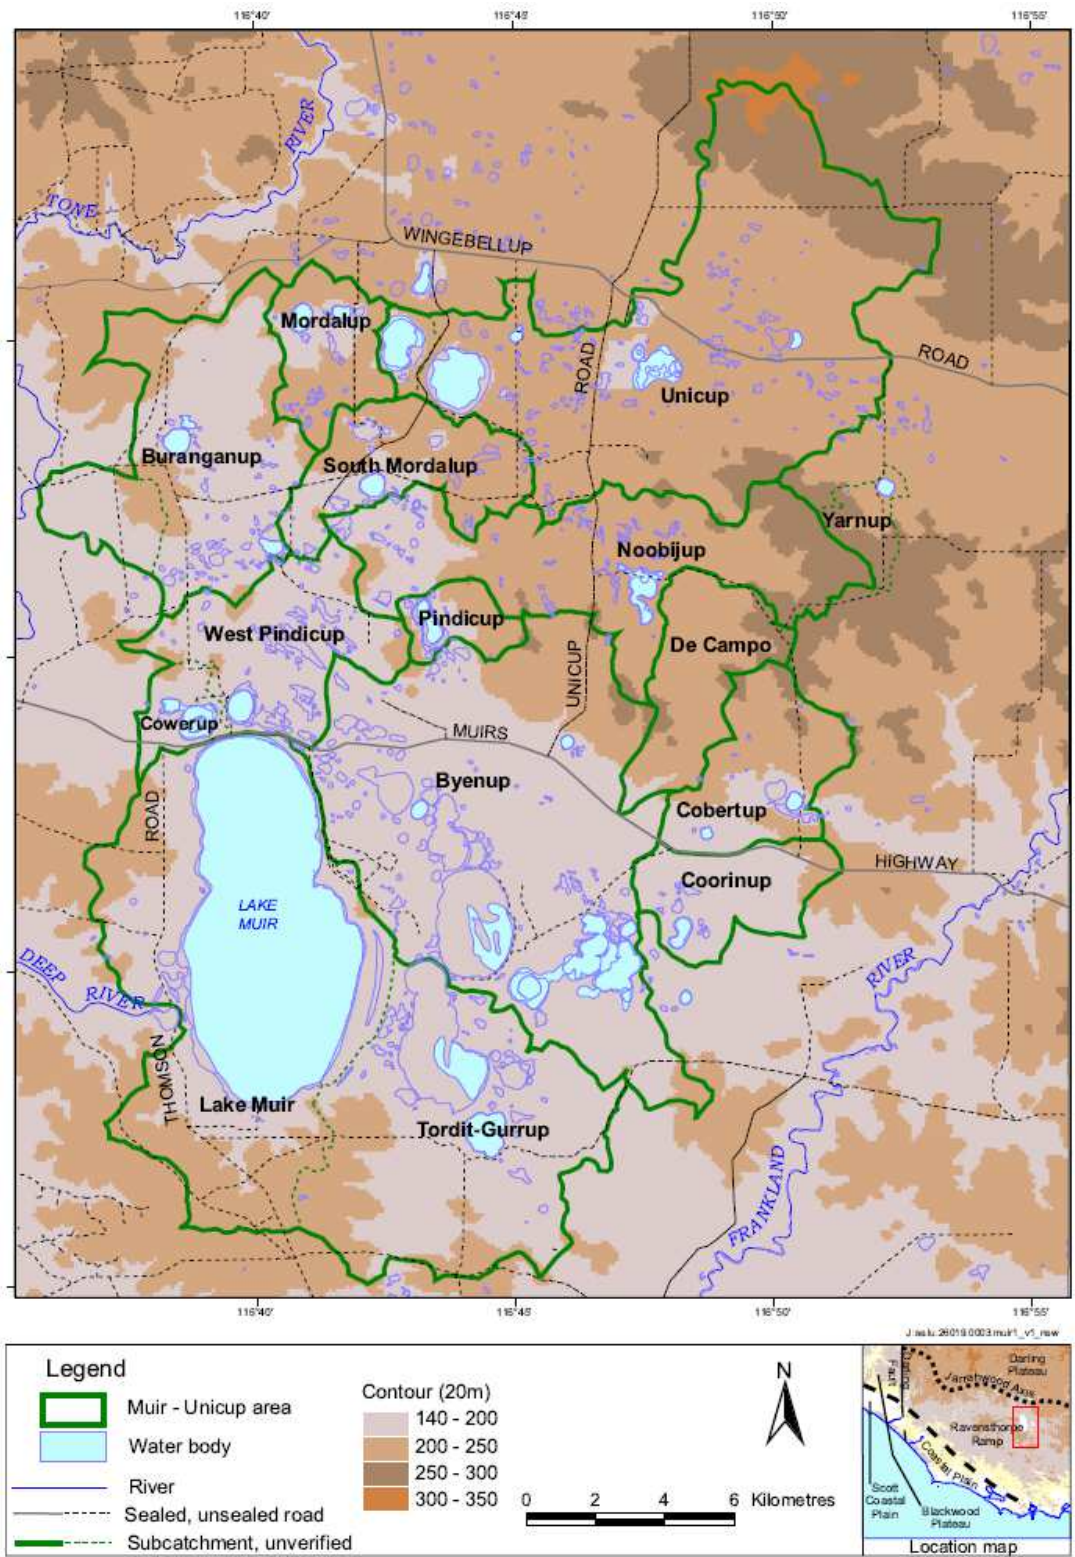 116°40'
116°45'
116°50'
116°55'
TONE
RIVER
WINGEBELLUP
ROAD
Mordalup
ROAD
Unicup
Buranganup
South Mordalup
Yarnup
Noobijup
Pindicup
West Pindicup
De Campo
UNICUP
Cowerup
MUIRS
Byenup
ROAD
Cobertup
HIGHWAY
Coorinup
LAKE
MUIR
DEEP
RIVER
RIVER
THOMSON
Lake Muir
Tordit-Gurrup
FRANKLAND
116°40'
116°45'
116°50'
116°55'
Legend
Muir - Unicup area
Water body
River
Sealed, unsealed road
Subcatchment, unverified
Contour (20m)
140 - 200
200 - 250
250 - 300
300 - 350
N
0 2 4 6 Kilometres
Darling
Fault
Darling
Plateau
Jarrahwood Axis
Ravensthorpe
Ramp
Coastal Plain
Scott
Coastal
Plain
Blackwood
Plateau
Location map